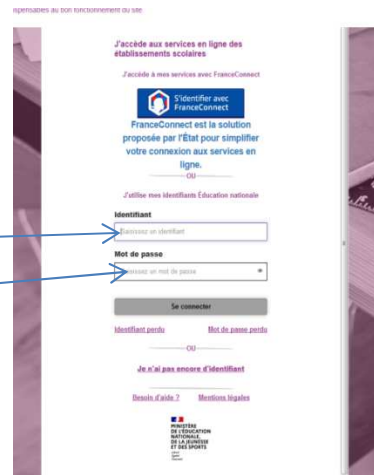 ispensables au bon fonctionnement du site
J'accède aux services en ligne des
établissements scolaires
J'accède à mes services avec FranceConnect
S'identifier avec
FranceConnect
FranceConnect est la solution
proposée par l'État pour simplifier
votre connexion aux services en
ligne.
OU
J'utilise mes identifiants Éducation nationale
Identifiant
Saisissez un identifiant
Mot de passe
Saisissez un mot de passe
Se connecter
Identifiant perdu Mot de passe perdu
OU
Je n'ai pas encore d'identifiant
Besoin d'aide ? Mentions légales
MINISTÈRE
DE L'ÉDUCATION
NATIONALE,
DE LA JEUNESSE
ET DES SPORTS